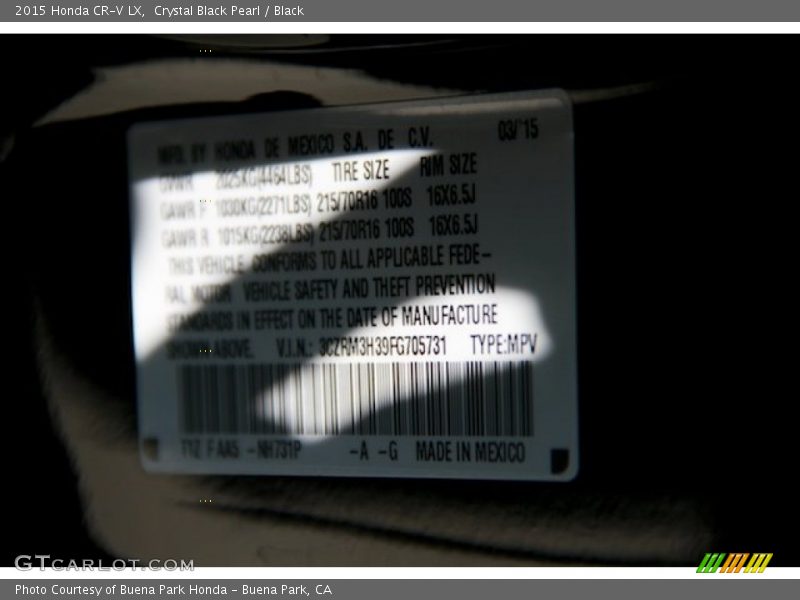 2015 Honda CR-V LX, Crystal Black Pearl / Black
MFD. BY HONDA DE MEXICO S.A. DE C.V. 03/15
GVWR 2025KG(4464LBS) TIRE SIZE RIM SIZE
GAWR F 1030KG(2271LBS) 215/70R16 100S 16X6.5J
GAWR R 1015KG(2238LBS) 215/70R16 100S 16X6.5J
THIS VEHICLE CONFORMS TO ALL APPLICABLE FEDE-
RAL MOTOR VEHICLE SAFETY AND THEFT PREVENTION
STANDARDS IN EFFECT ON THE DATE OF MANUFACTURE
SHOWN ABOVE. V.I.N.: 3CZRM3H39FG705731 TYPE:MPV
-NH731P -A -G MADE IN MEXICO
GTCARLOT.COM
Photo Courtesy of Buena Park Honda - Buena Park, CA